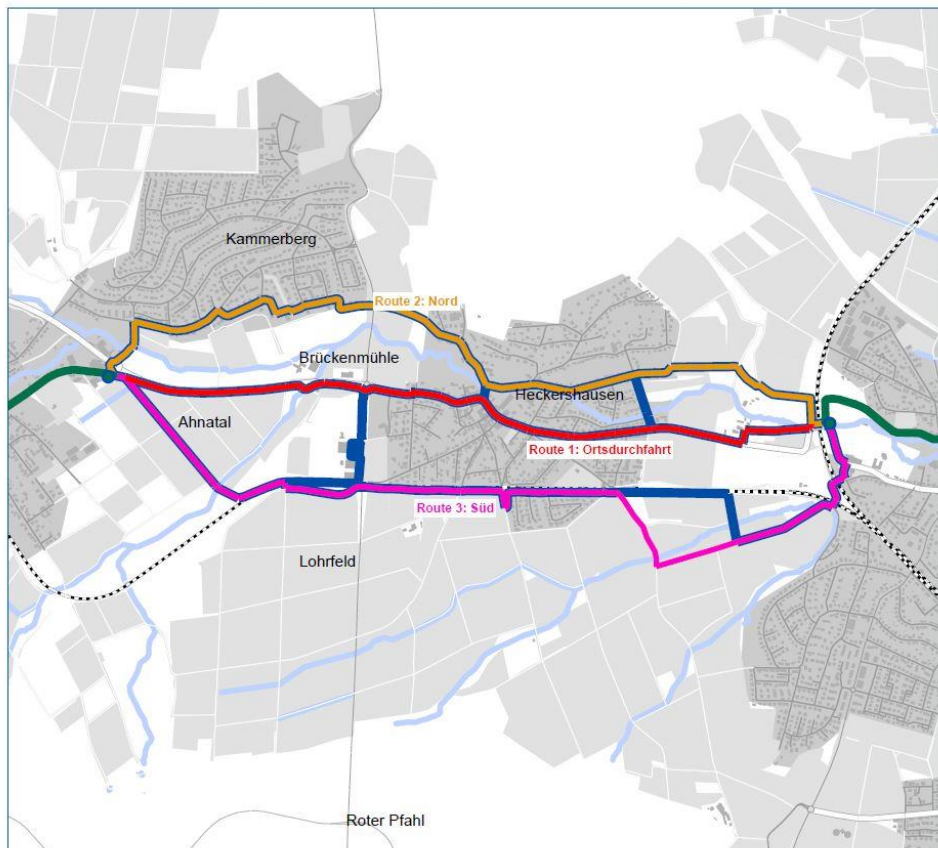 Kammerberg
Route 2: Nord
Brückenmühle
Heckershausen
Ahnatal
Route 1: Ortsdurchfahrt
Route 3: Süd
Lohrfeld
Roter Pfahl